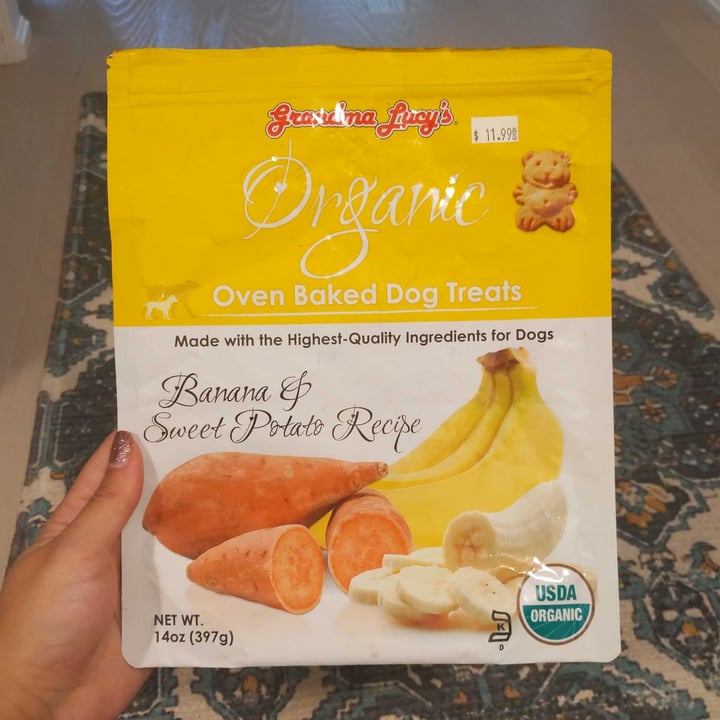 Grandma Lucy's
$ 11.99
Organic
Oven Baked Dog Treats
Made with the Highest-Quality Ingredients for Dogs
Banana &
Sweet Potato Recipe
USDA
ORGANIC
NET WT.
14oz (397g)
K
D